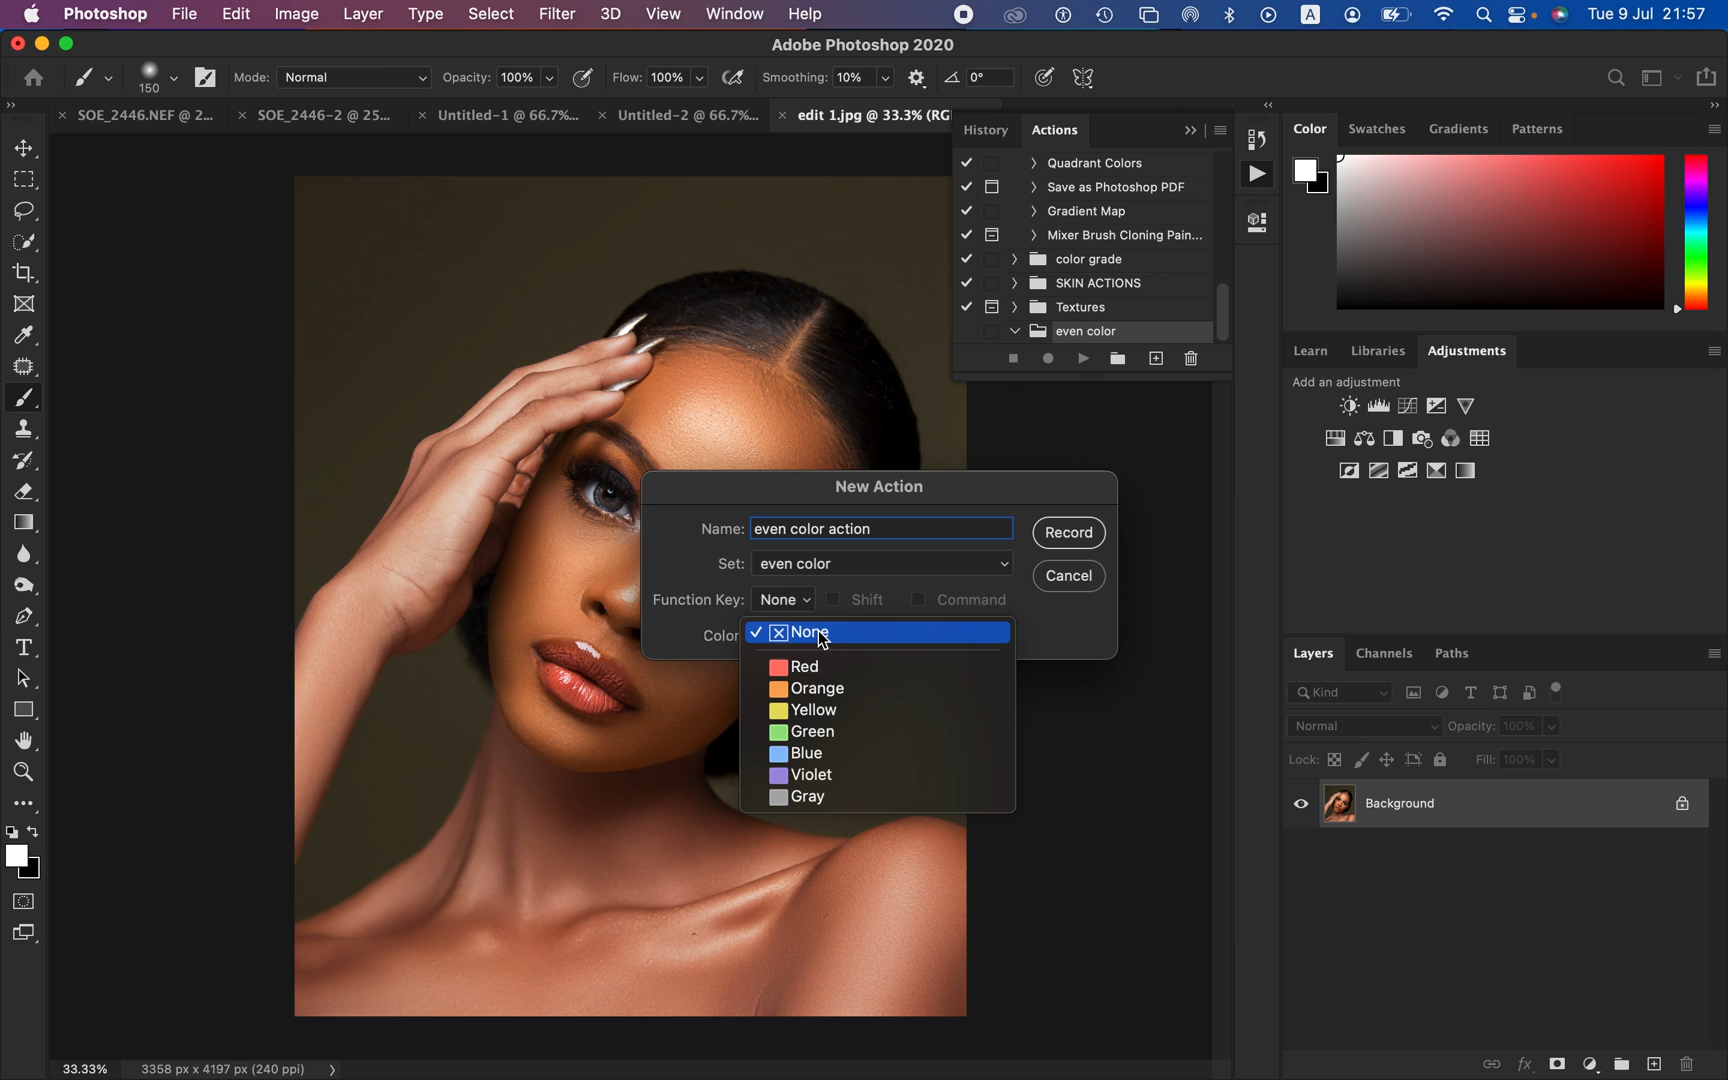 Photoshop File Edit Image Layer Type Select Filter 3D View Window Help A Tue 9 Jul 21:57
Adobe Photoshop 2020
150 Mode: Normal Opacity: 100% Flow: 100% Smoothing: 10% 0°
SOE_2446.NEF @ 2... SOE_2446-2 @ 25... Untitled-1 @ 66.7%... Untitled-2 @ 66.7%... edit 1.jpg @ 33.3% (RG
History Actions
Quadrant Colors
Save as Photoshop PDF
Gradient Map
Mixer Brush Cloning Pain...
color grade
SKIN ACTIONS
Textures
even color
Color Swatches Gradients Patterns
Learn Libraries Adjustments
Add an adjustment
New Action
Name: even color action Record
Set: even color
Cancel
Function Key: None Shift Command
Color
None
Red
Orange
Yellow
Green
Blue
Violet
Gray
Layers Channels Paths
Kind
Normal Opacity: 100%
Lock: Fill: 100%
Background
33.33% 3358 px x 4197 px (240 ppi)